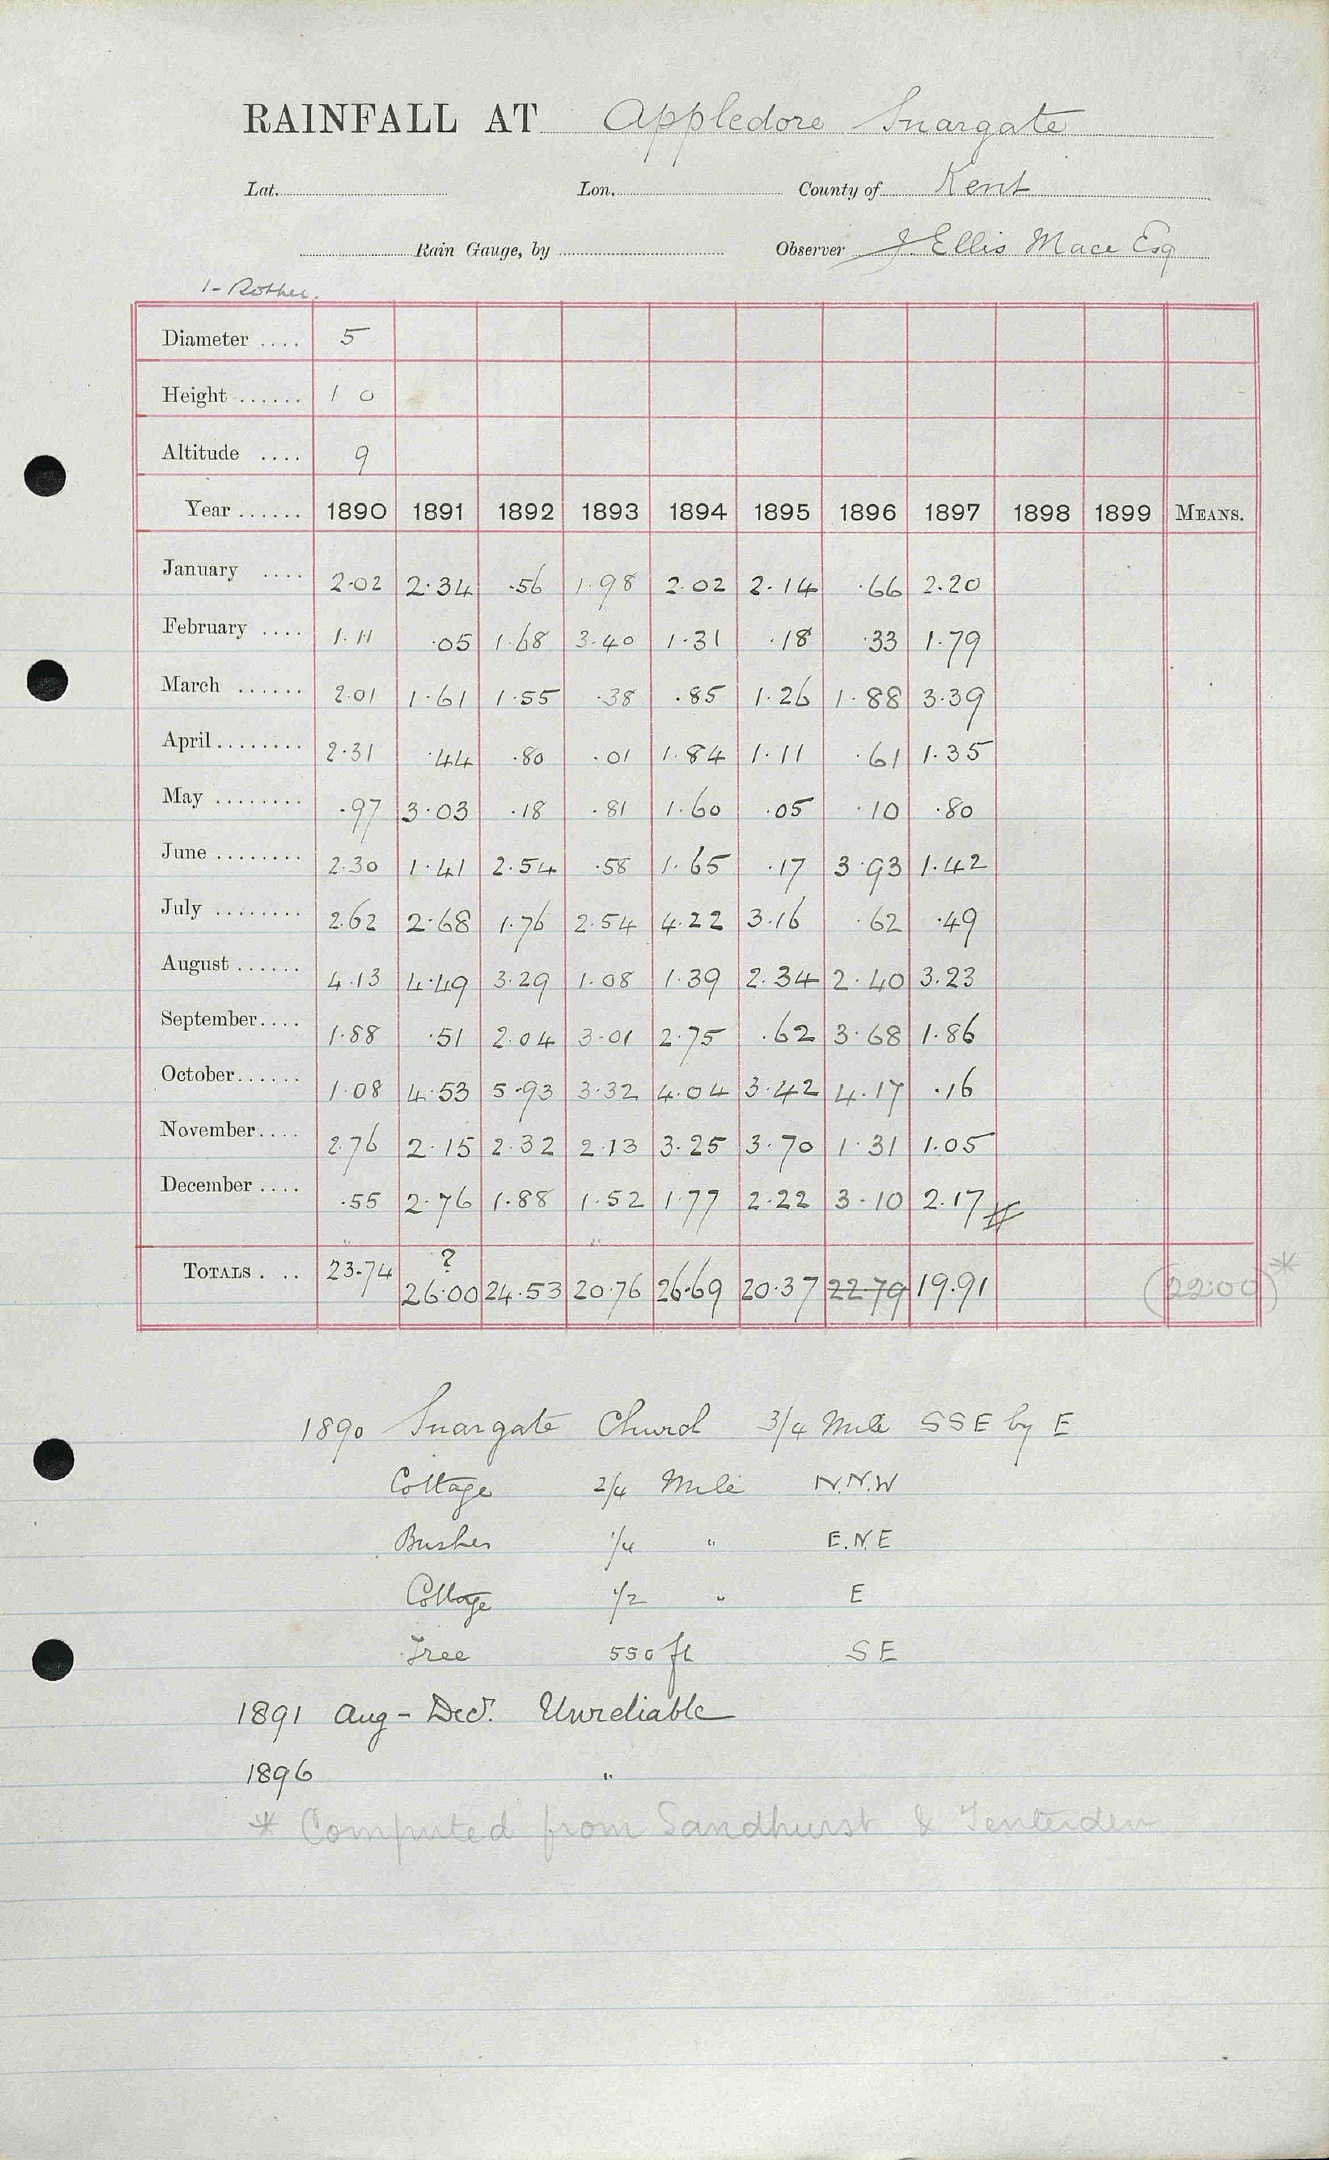 RAINFALL AT Appledore Snargate
Lat. Lon. County of Kent
Rain Gauge, by Observer J. Ellis Mace Esq
1- Rother.
Diameter .... 5
Height ...... 1 0
Altitude .... 9
Year ...... 1890 1891 1892 1893 1894 1895 1896 1897 1898 1899 MEANS.
January .... 2.02 2.34 .56 1.98 2.02 2.14 .66 2.20
February .... 1.11 .05 1.68 3.40 1.31 .18 .33 1.79
March ...... 2.01 1.61 1.55 .38 .85 1.26 1.88 3.39
April ........ 2.31 .44 .80 .01 1.84 1.11 .61 1.35
May ........ .97 3.03 .18 .81 1.60 .05 .10 .80
June ........ 2.30 1.41 2.54 .58 1.65 .17 3.93 1.42
July ........ 2.62 2.68 1.76 2.54 4.22 3.16 .62 .49
August ...... 4.13 4.49 3.29 1.08 1.39 2.34 2.40 3.23
September .... 1.88 .51 2.04 3.01 2.75 .62 3.68 1.86
October ...... 1.08 4.53 5.93 3.32 4.04 3.42 4.17 .16
November .... 2.76 2.15 2.32 2.13 3.25 3.70 1.31 1.05
December .... .55 2.76 1.88 1.52 1.77 2.22 3.10 2.17 #
?
TOTALS .... 23.74 26.00 24.53 20.76 26.69 20.37 22.79 19.91 (22.00)*
1890 Snargate Church 3/4 Mile SSE by E
Cottage 2/4 Mile N.N.W
Bushes 1/4 " E.N.E
Cottage 1/2 " E
Tree 550 ft SE
1891 Aug - Decr. Unreliable
1896 "
* Computed from Sandhurst & Tenterden